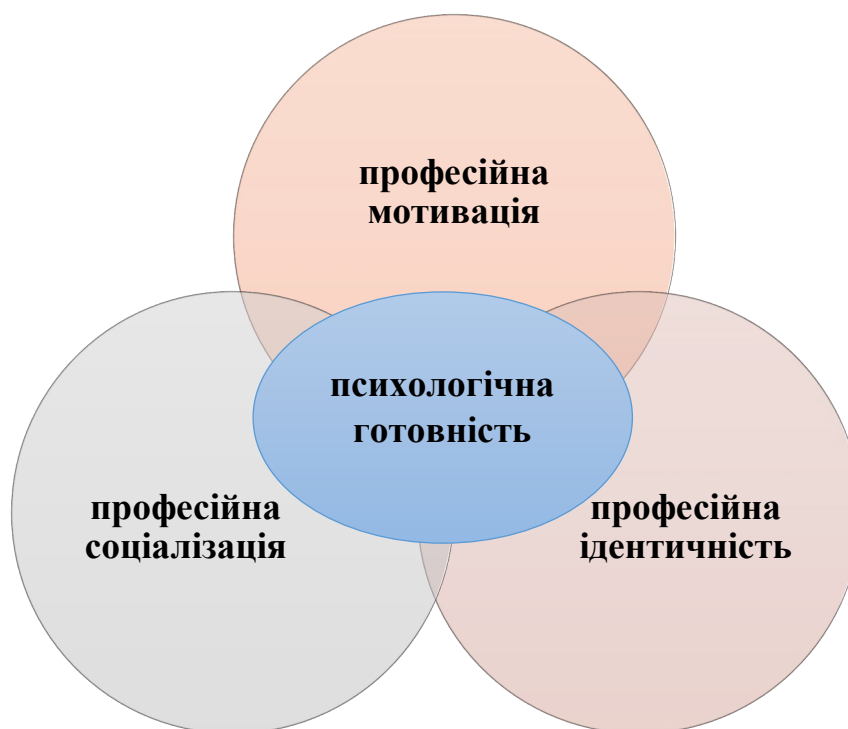 професійна
мотивація
психологічна
готовність
професійна
соціалізація
професійна
ідентичність